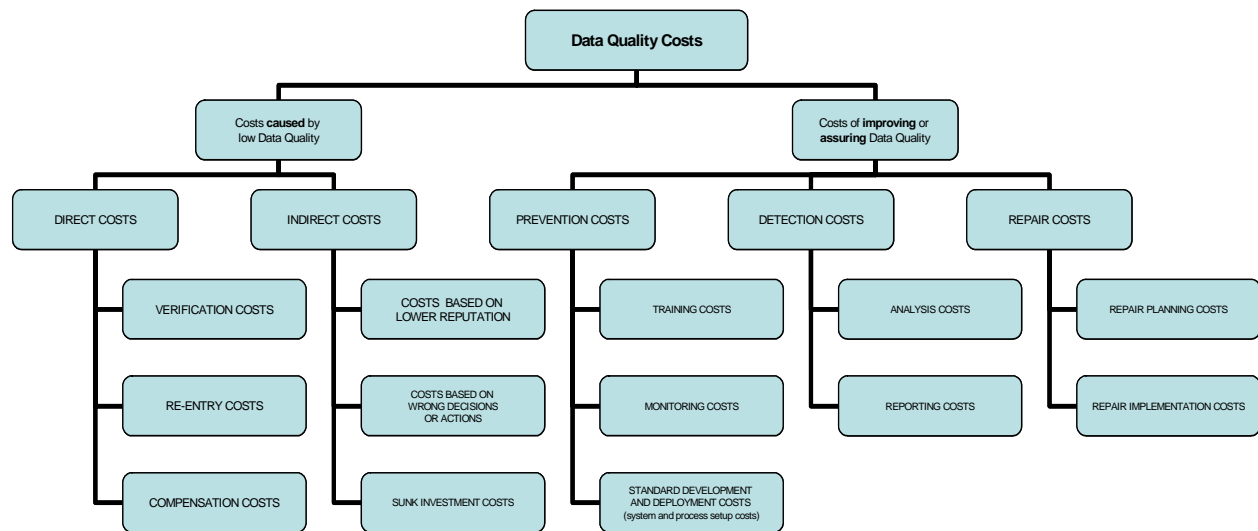 Data Quality Costs
Costs caused by
low Data Quality
Costs of improving or
assuring Data Quality
DIRECT COSTS
INDIRECT COSTS
PREVENTION COSTS
DETECTION COSTS
REPAIR COSTS
VERIFICATION COSTS
COSTS BASED ON
LOWER REPUTATION
TRAINING COSTS
ANALYSIS COSTS
REPAIR PLANNING COSTS
RE-ENTRY COSTS
COSTS BASED ON
WRONG DECISIONS
OR ACTIONS
MONITORING COSTS
REPORTING COSTS
REPAIR IMPLEMENTATION COSTS
COMPENSATION COSTS
SUNK INVESTMENT COSTS
STANDARD DEVELOPMENT
AND DEPLOYMENT COSTS
(system and process setup costs)